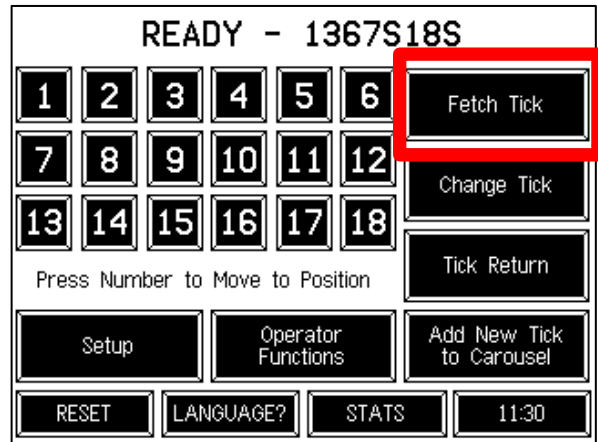 READY - 1367S18S
1 2 3 4 5 6
Fetch Tick
7 8 9 10 11 12
Change Tick
13 14 15 16 17 18
Tick Return
Press Number to Move to Position
Setup
Operator
Functions
Add New Tick
to Carousel
RESET
LANGUAGE?
STATS
11:30